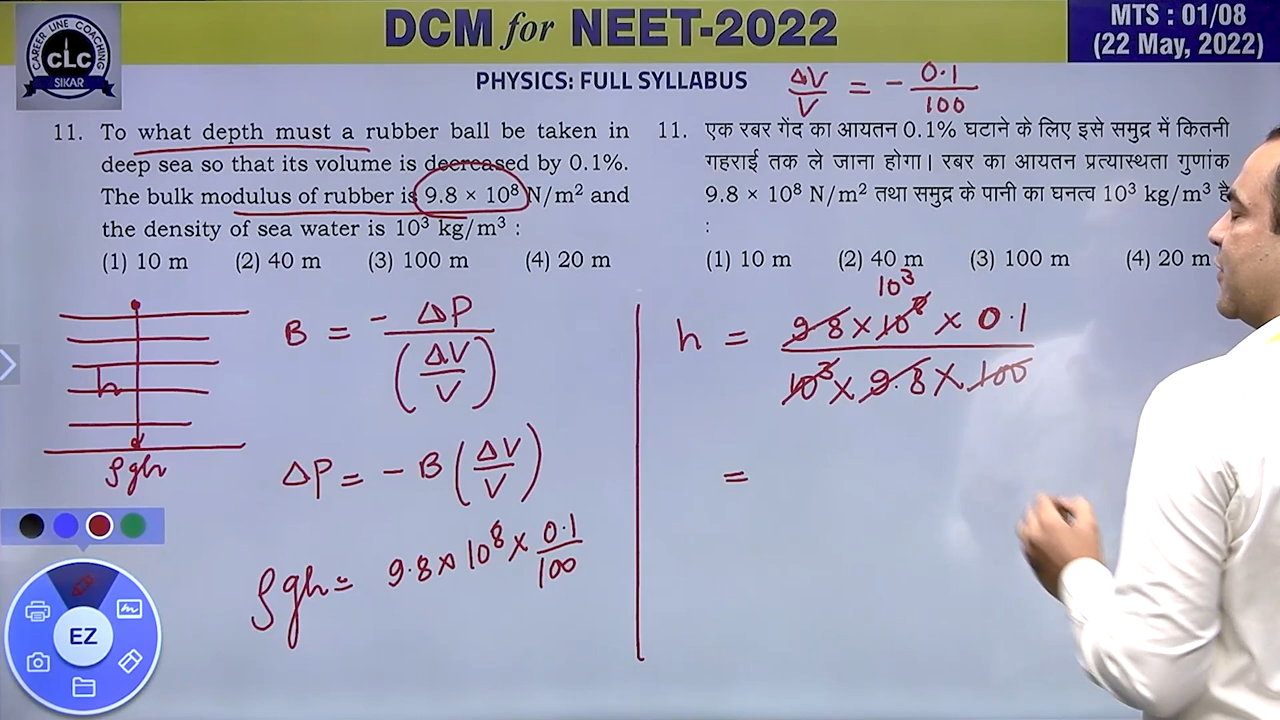 CAREER LINE COACHING
CLC
SIKAR
DCM for NEET-2022
MTS : 01/08
(22 May, 2022)
PHYSICS: FULL SYLLABUS
ΔV/V = - 0.1/100
11. To what depth must a rubber ball be taken in
deep sea so that its volume is decreased by 0.1%.
The bulk modulus of rubber is 9.8 × 10⁸ N/m² and
the density of sea water is 10³ kg/m³ :
(1) 10 m (2) 40 m (3) 100 m (4) 20 m
11. एक रबर गेंद का आयतन 0.1% घटाने के लिए इसे समुद्र में कितनी
गहराई तक ले जाना होगा। रबर का आयतन प्रत्यास्थता गुणांक
9.8 × 10⁸ N/m² तथा समुद्र के पानी का घनत्व 10³ kg/m³ है
:
(1) 10 m (2) 40 m (3) 100 m (4) 20 m
h
ρgh
B = - ΔP/(ΔV/V)
ΔP = - B (ΔV/V)
ρgh = 9.8 × 10⁸ × 0.1/100
10³
h = 9.8 × 10⁸ × 0.1
10³ × 9.8 × 100
=
EZ